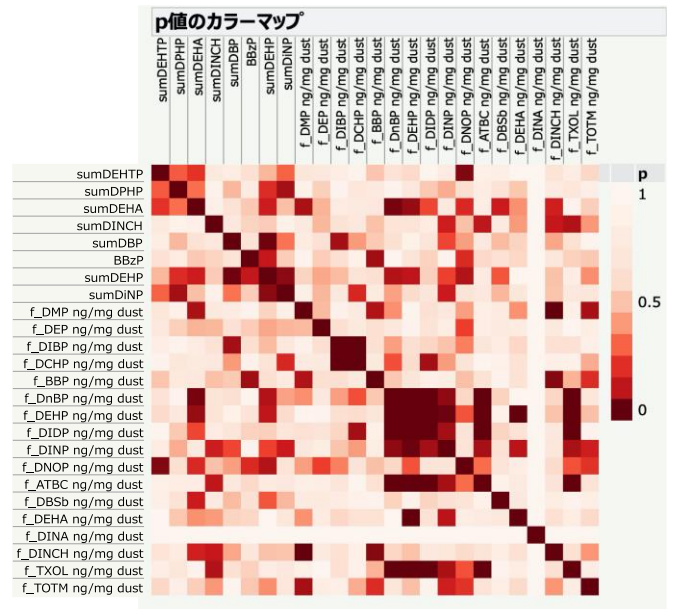 p値のカラーマップ
sumDEHTP
sumDPHP
sumDEHA
sumDINCH
sumDBP
BBzP
sumDEHP
sumDiNP
f_DMP ng/mg dust
f_DEP ng/mg dust
f_DIBP ng/mg dust
f_DCHP ng/mg dust
f_BBP ng/mg dust
f_DnBP ng/mg dust
f_DEHP ng/mg dust
f_DIDP ng/mg dust
f_DINP ng/mg dust
f_DNOP ng/mg dust
f_ATBC ng/mg dust
f_DBSb ng/mg dust
f_DEHA ng/mg dust
f_DINA ng/mg dust
f_DINCH ng/mg dust
f_TXOL ng/mg dust
f_TOTM ng/mg dust
sumDEHTP
sumDPHP
sumDEHA
sumDINCH
sumDBP
BBzP
sumDEHP
sumDiNP
f_DMP ng/mg dust
f_DEP ng/mg dust
f_DIBP ng/mg dust
f_DCHP ng/mg dust
f_BBP ng/mg dust
f_DnBP ng/mg dust
f_DEHP ng/mg dust
f_DIDP ng/mg dust
f_DINP ng/mg dust
f_DNOP ng/mg dust
f_ATBC ng/mg dust
f_DBSb ng/mg dust
f_DEHA ng/mg dust
f_DINA ng/mg dust
f_DINCH ng/mg dust
f_TXOL ng/mg dust
f_TOTM ng/mg dust
p
1
0.5
0